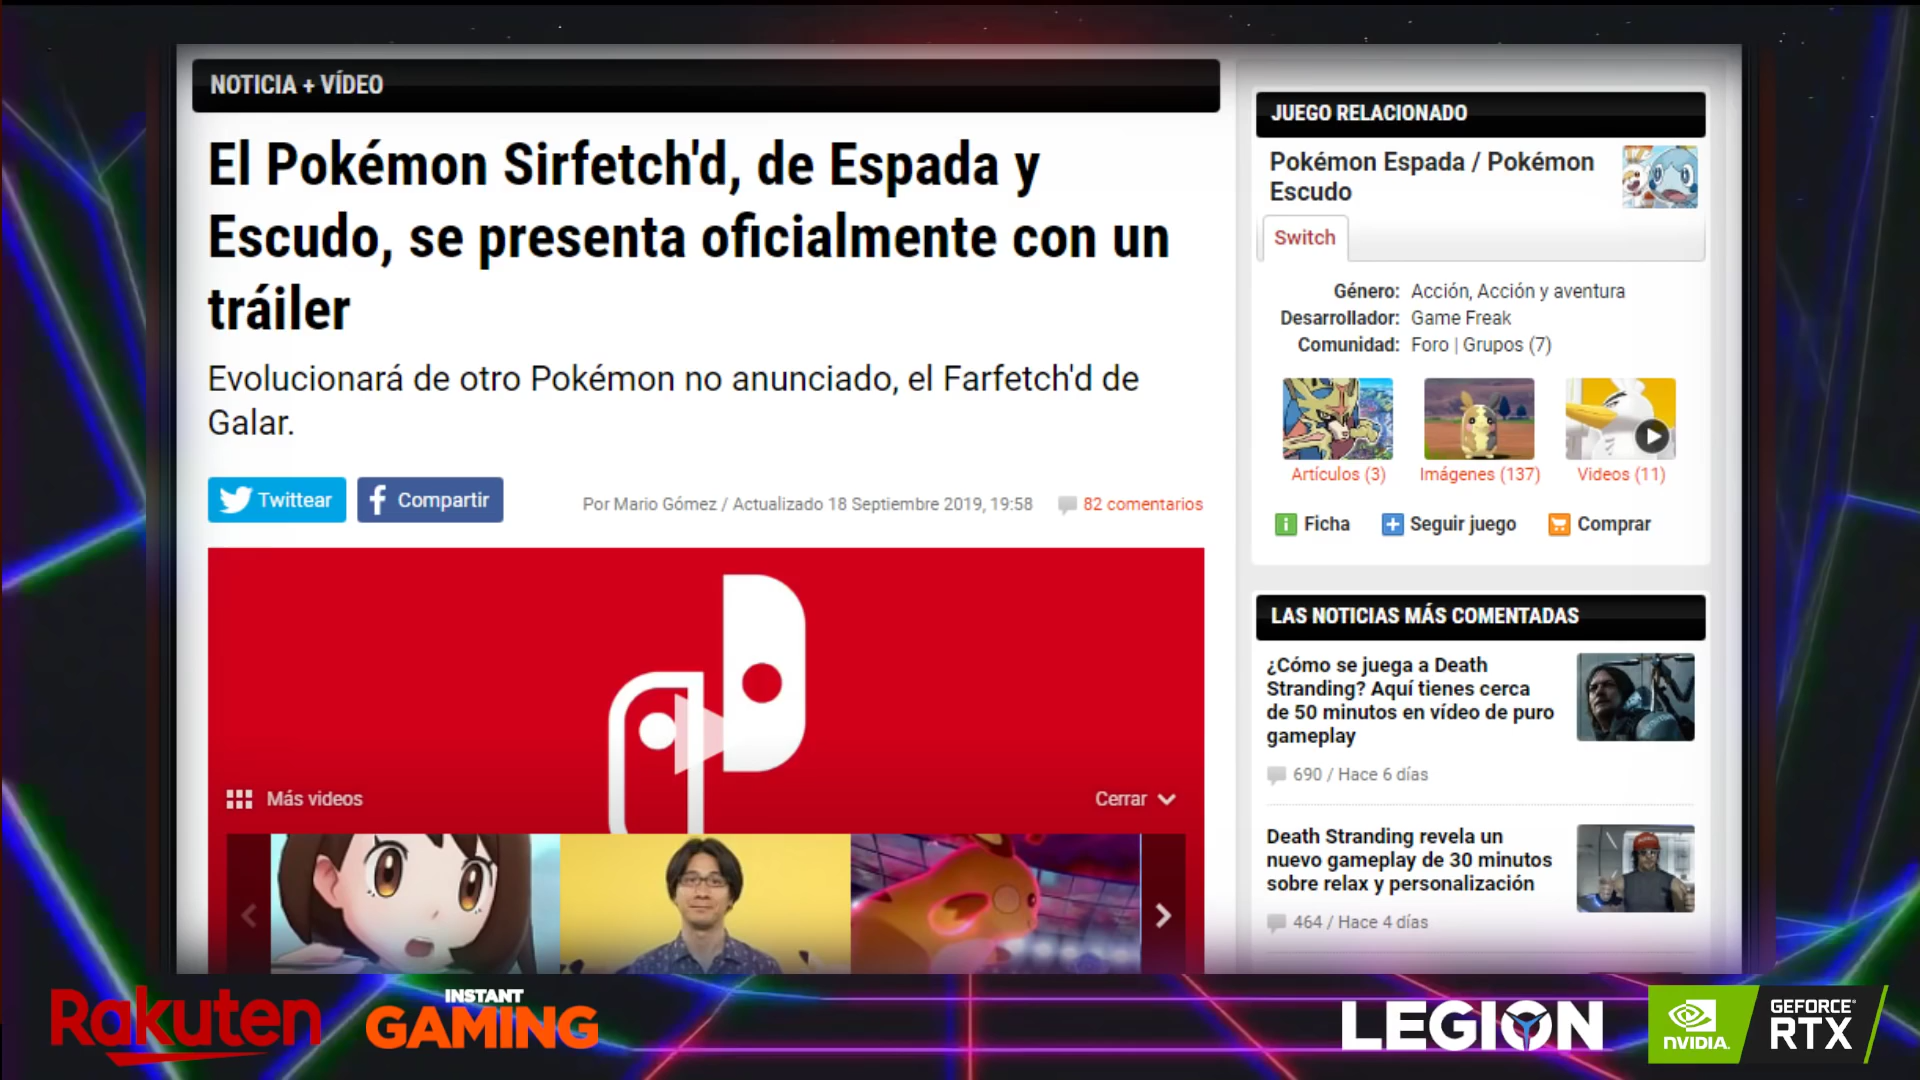 NOTICIA + VÍDEO
El Pokémon Sirfetch'd, de Espada y
Escudo, se presenta oficialmente con un
tráiler
Evolucionará de otro Pokémon no anunciado, el Farfetch'd de
Galar.
Twittear
Compartir
Por Mario Gómez / Actualizado 18 Septiembre 2019, 19:58
82 comentarios
Más videos
Cerrar
JUEGO RELACIONADO
Pokémon Espada / Pokémon
Escudo
Switch
Género: Acción, Acción y aventura
Desarrollador: Game Freak
Comunidad: Foro | Grupos (7)
Artículos (3)
Imágenes (137)
Videos (11)
Ficha
Seguir juego
Comprar
LAS NOTICIAS MÁS COMENTADAS
¿Cómo se juega a Death
Stranding? Aquí tienes cerca
de 50 minutos en vídeo de puro
gameplay
690 / Hace 6 días
Death Stranding revela un
nuevo gameplay de 30 minutos
sobre relax y personalización
464 / Hace 4 días
Rakuten
INSTANT
GAMING
LEGION
NVIDIA.
GEFORCE
RTX